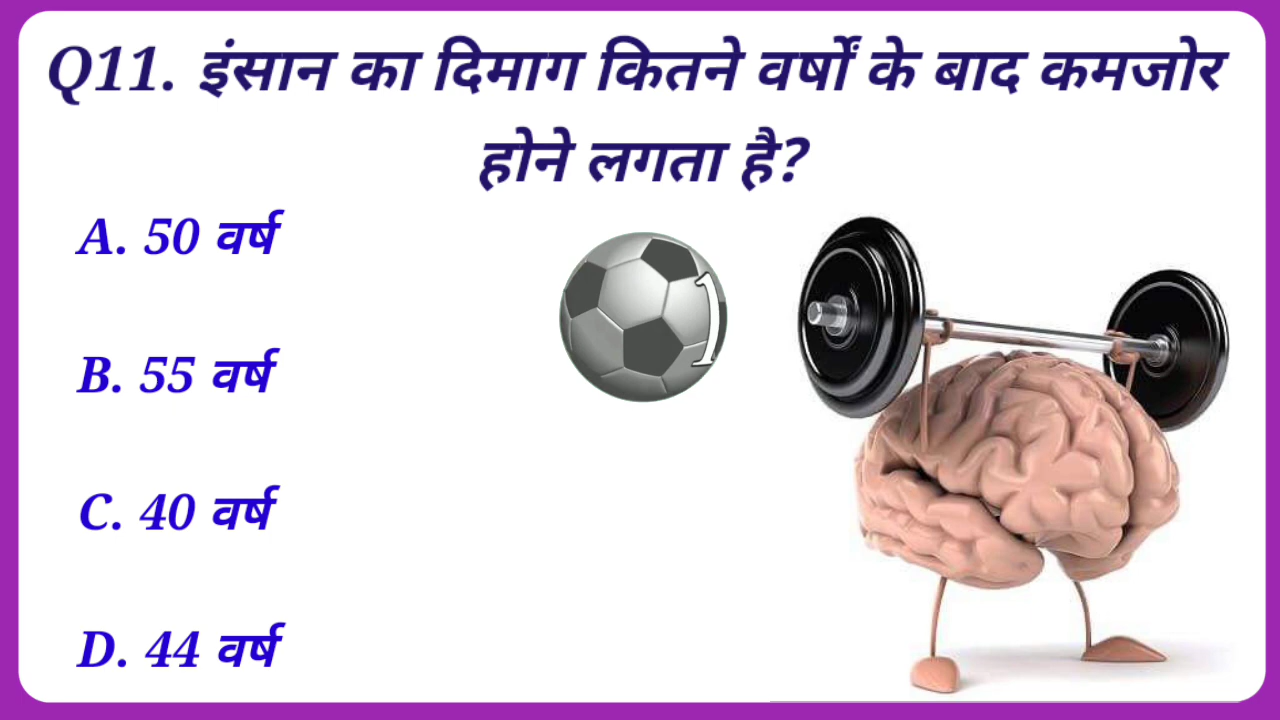 Q11. इंसान का दिमाग कितने वर्षों के बाद कमजोर
होने लगता है?
A. 50 वर्ष
B. 55 वर्ष
C. 40 वर्ष
D. 44 वर्ष